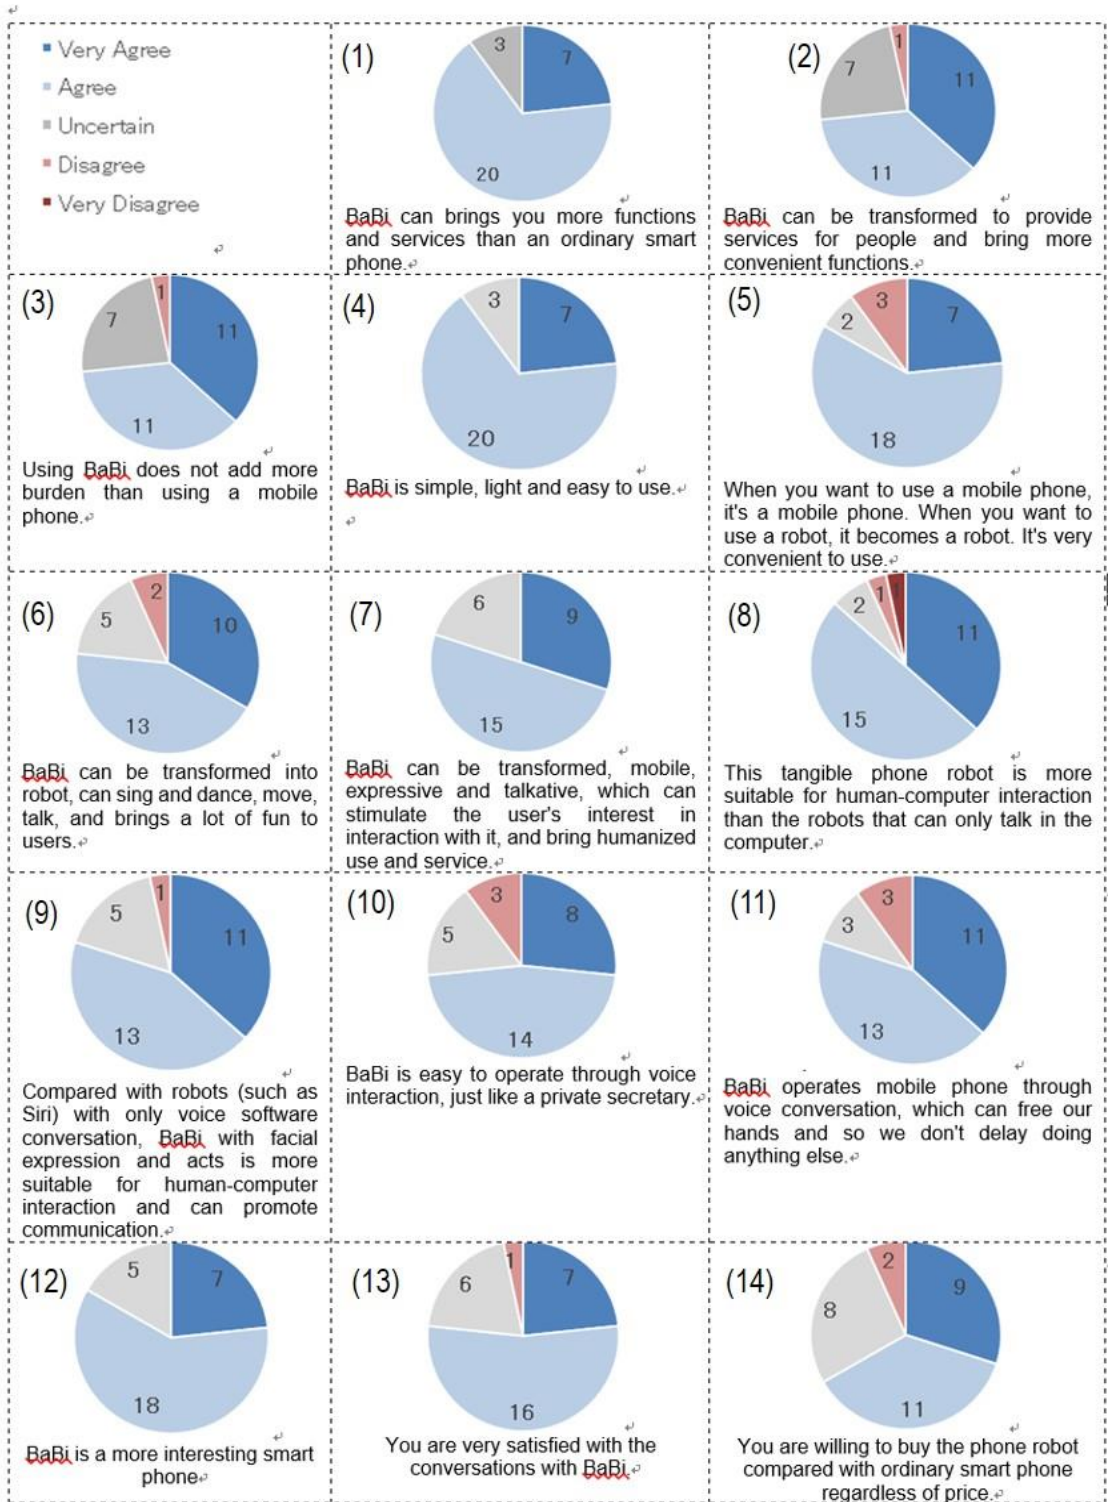 Very Agree
Agree
Uncertain
Disagree
Very Disagree
(1)
3
7
20
BaBi can brings you more functions
and services than an ordinary smart
phone.
(2)
1
7
11
11
BaBi can be transformed to provide
services for people and bring more
convenient functions.
(3)
1
7
11
11
Using BaBi does not add more
burden than using a mobile
phone.
(4)
3
7
20
BaBi is simple, light and easy to use.
(5)
3
7
2
18
When you want to use a mobile phone,
it's a mobile phone. When you want to
use a robot, it becomes a robot. It's very
convenient to use.
(6)
2
5
10
13
BaBi can be transformed into
robot, can sing and dance, move,
talk, and brings a lot of fun to
users.
(7)
6
9
15
BaBi can be transformed, mobile,
expressive and talkative, which can
stimulate the user's interest in
interaction with it, and bring humanized
use and service.
(8)
1
1
2
11
15
This tangible phone robot is more
suitable for human-computer interaction
than the robots that can only talk in the
computer.
(9)
1
5
11
13
Compared with robots (such as
Siri) with only voice software
conversation, BaBi with facial
expression and acts is more
suitable for human-computer
interaction and can promote
communication.
(10)
3
8
5
14
BaBi is easy to operate through voice
interaction, just like a private secretary.
(11)
3
3
11
13
BaBi operates mobile phone through
voice conversation, which can free our
hands and so we don't delay doing
anything else.
(12)
5
7
18
BaBi is a more interesting smart
phone
(13)
1
6
7
16
You are very satisfied with the
conversations with BaBi.
(14)
2
9
8
11
You are willing to buy the phone robot
compared with ordinary smart phone
regardless of price.